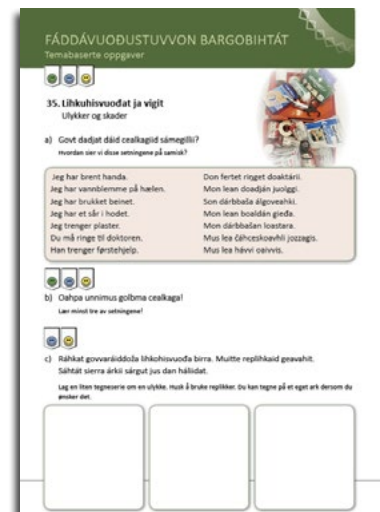 FÁDDÁVUOĐUSTUVVON BARGOBIHTÁT
Temabaserte oppgaver
35. Lihkuhisvuođat ja vigit
Ulykker og skader
a) Govt dadjat dáid cealkagiid sámegillii?
Hvordan sier vi disse setningene på samisk?
Jeg har brent handa.
Jeg har vannblemme på hælen.
Jeg har brukket beinet.
Jeg har et sår i hodet.
Jeg trenger plaster.
Du må ringe til doktoren.
Han trenger førstehjelp.
Don fertet riŋget doaktárii.
Mon lean doadján juolggi.
Son dárbbaša álgoveahki.
Mon lean boaldán gieđa.
Mon dárbbašan loastara.
Mus lea čáhceskoavhli jozzagis.
Mus lea hávvi oaivvis.
b) Oahpa unnimus golbma cealkaga!
Lær minst tre av setningene!
c) Ráhkat govvaráiddoža lihkohisvuođa birra. Muitte replihkaid geavahit.
Sáhtát sierra árkii sárgut jus dan háliidat.
Lag en liten tegneserie om en ulykke. Husk å bruke replikker. Du kan tegne på et eget ark dersom du
ønsker det.